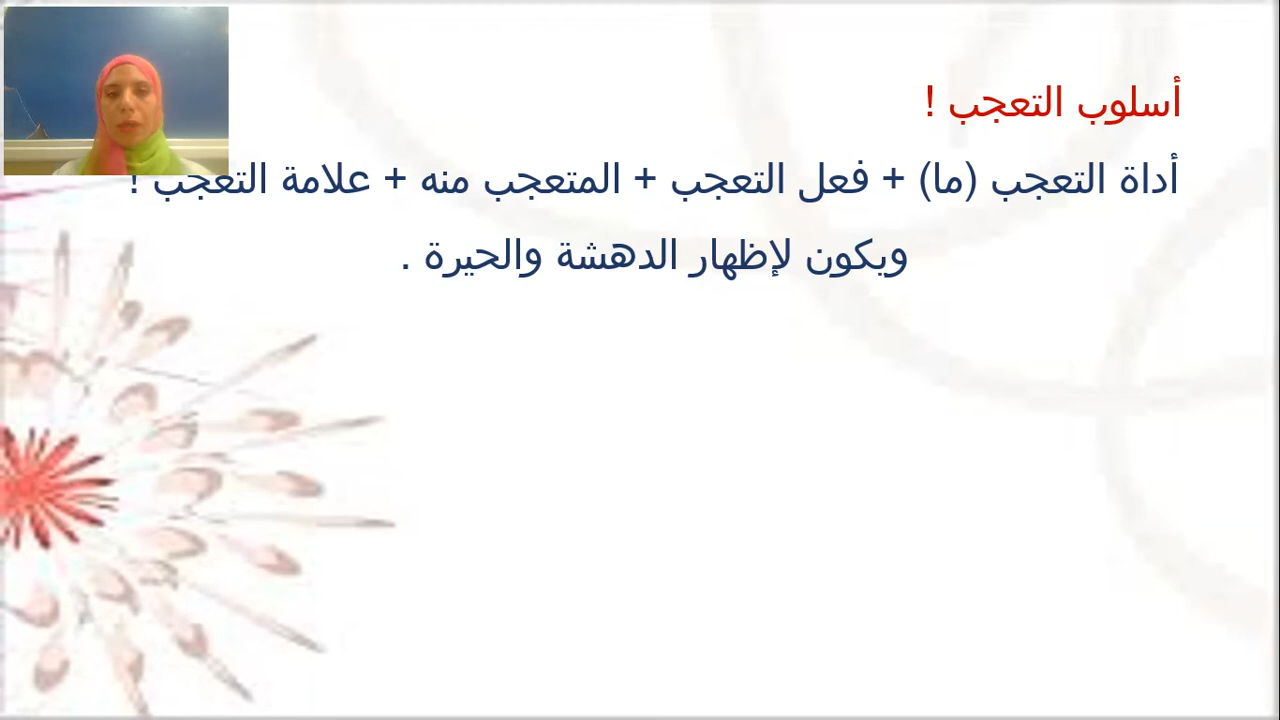 أسلوب التعجب !
أداة التعجب (ما) + فعل التعجب + المتعجب منه + علامة التعجب !
ويكون لإظهار الدهشة والحيرة .